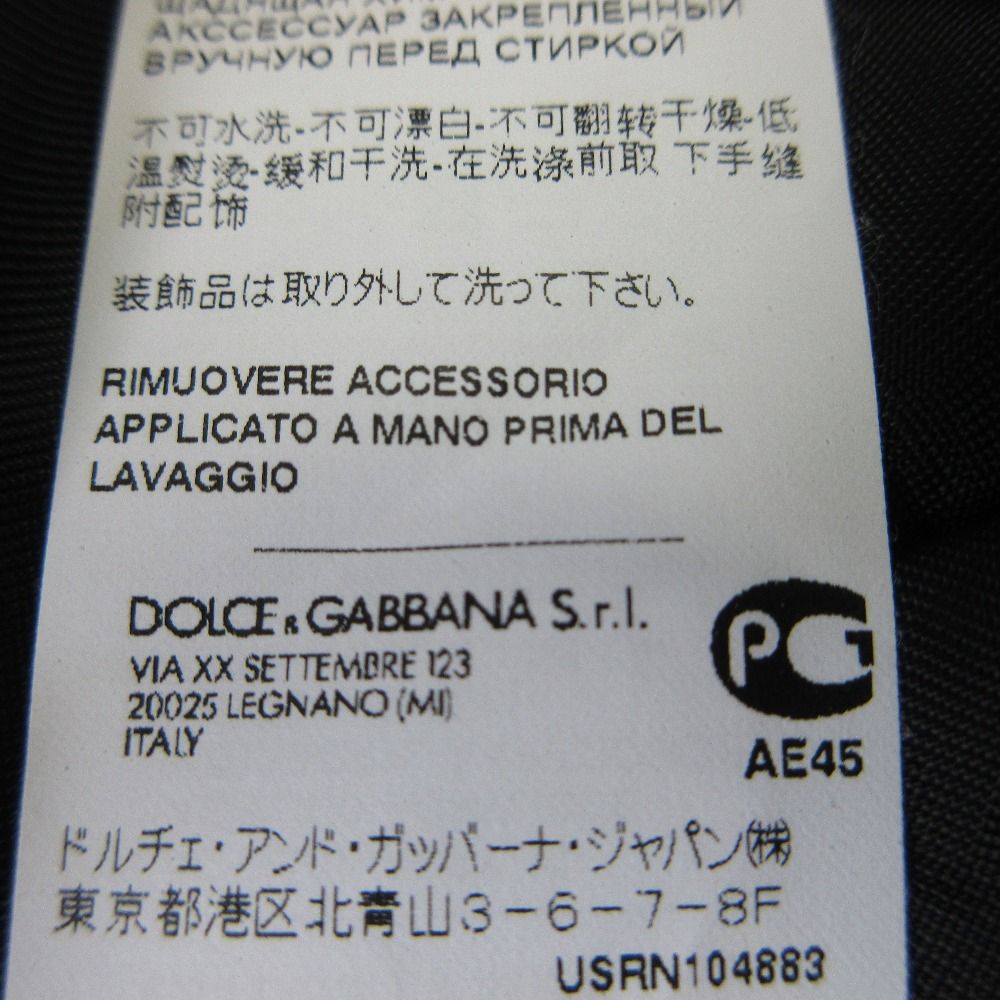 АКССЕССУАР ЗАКРЕПЛЕННЫЙ
ВРУЧНУЮ ПЕРЕД СТИРКОЙ
不可水洗-不可漂白-不可翻转干燥-低
温熨烫-缓和干洗-在洗涤前取 下手缝
附配饰
装飾品は取り外して洗って下さい。
RIMUOVERE ACCESSORIO
APPLICATO A MANO PRIMA DEL
LAVAGGIO
DOLCE & GABBANA S.r.l.
VIA XX SETTEMBRE 123
20025 LEGNANO (MI)
ITALY
PCT
AE45
ドルチェ・アンド・ガッバーナ・ジャパン㈱
東京都港区北青山3-6-7-8F
USRN104883